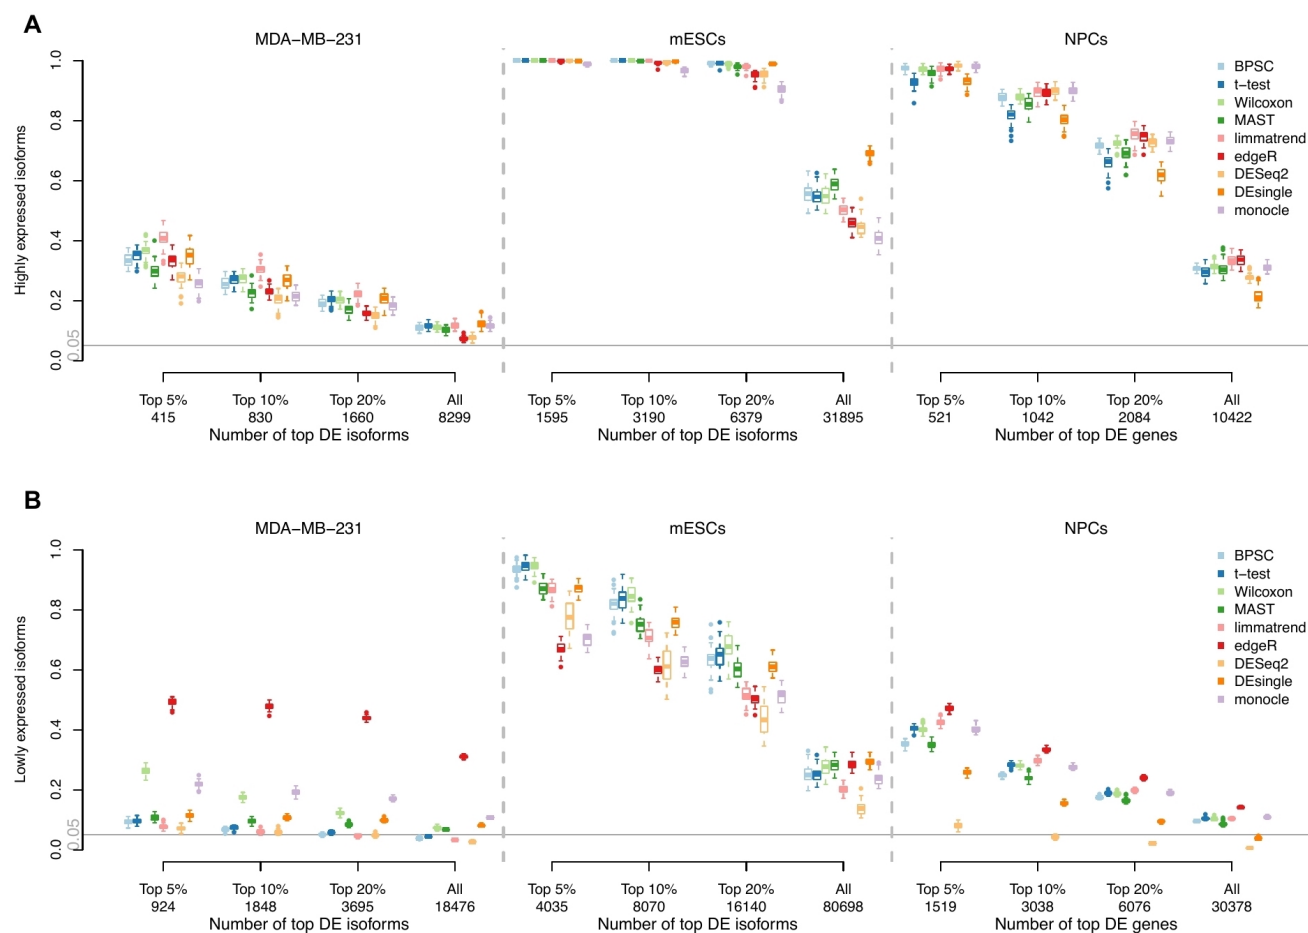 A
MDA−MB−231
mESCs
NPCs
Highly expressed isoforms
0.0
0.05
0.2
0.4
0.6
0.8
1.0
BPSC
t−test
Wilcoxon
MAST
limmatrend
edgeR
DESeq2
DEsingle
monocle
Top 5% Top 10% Top 20% All
415 830 1660 8299
Number of top DE isoforms
Top 5% Top 10% Top 20% All
1595 3190 6379 31895
Number of top DE isoforms
Top 5% Top 10% Top 20% All
521 1042 2084 10422
Number of top DE genes
B
MDA−MB−231
mESCs
NPCs
Lowly expressed isoforms
0.0
0.05
0.2
0.4
0.6
0.8
1.0
BPSC
t−test
Wilcoxon
MAST
limmatrend
edgeR
DESeq2
DEsingle
monocle
Top 5% Top 10% Top 20% All
924 1848 3695 18476
Number of top DE isoforms
Top 5% Top 10% Top 20% All
4035 8070 16140 80698
Number of top DE isoforms
Top 5% Top 10% Top 20% All
1519 3038 6076 30378
Number of top DE genes